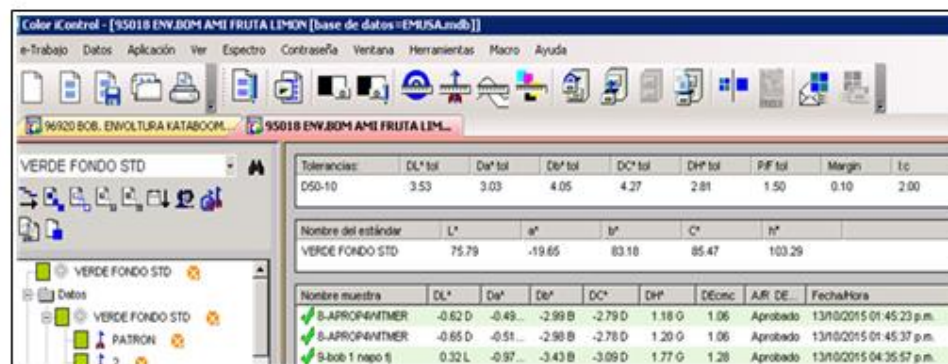 Color iControl - [95018 ENV.BOM AMI FRUTA LIMON [base de datos=EMUSA.mdb]]
e-Trabajo Datos Aplicación Ver Espectro Contraseña Ventana Herramientas Macro Ayuda
96920 BOB. ENVOLTURA KATABOOM... 95018 ENV.BOM AMI FRUTA LIM...
VERDE FONDO STD
Tolerancias: DL* tol Da* tol Db* tol DC* tol DH* tol P/F tol Margin l:c
D50-10 3.53 3.03 4.05 4.27 2.81 1.50 0.10 2.00
Nombre del estándar L* a* b* C* h*
VERDE FONDO STD 75.79 -19.65 83.18 85.47 103.29
VERDE FONDO STD
Datos
VERDE FONDO STD
PATRON
2
Nombre muestra DL* Da* Db* DC* DH* DEcmc A/R DE... Fecha/Hora
8-APROP4WITMER -0.62 D -0.49... -2.99 B -2.79 D 1.18 G 1.06 Aprobado 13/10/2015 01:45:23 p.m.
8-APROP4WITMER -0.65 D -0.51... -2.98 B -2.78 D 1.20 G 1.06 Aprobado 13/10/2015 01:45:52 p.m.
9-bob 1 napo tj 0.32 L -0.97... -3.43 B -3.09 D 1.77 G 1.28 Aprobado 13/10/2015 04:35:57 p.m.